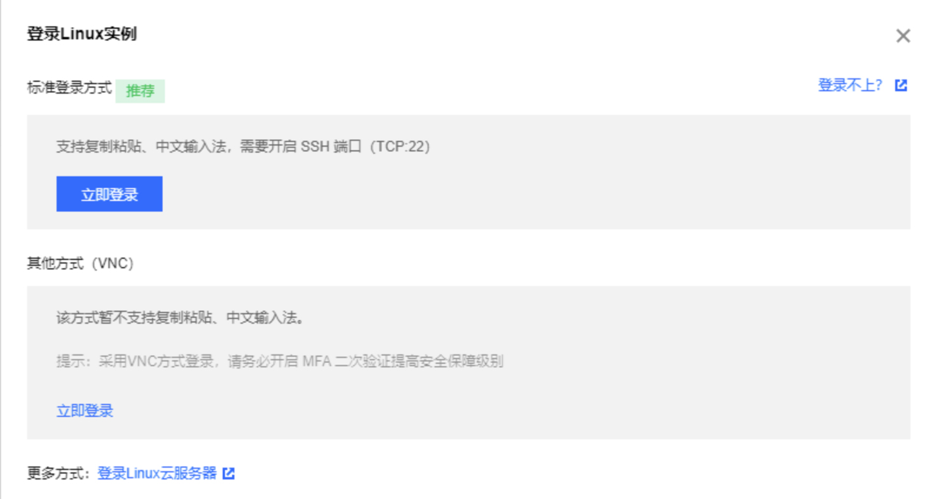 登录Linux实例
标准登录方式 推荐 登录不上?
支持复制粘贴、中文输入法，需要开启 SSH 端口（TCP:22）
立即登录
其他方式（VNC）
该方式暂不支持复制粘贴、中文输入法。
提示：采用VNC方式登录，请务必开启 MFA 二次验证提高安全保障级别
立即登录
更多方式：登录Linux云服务器